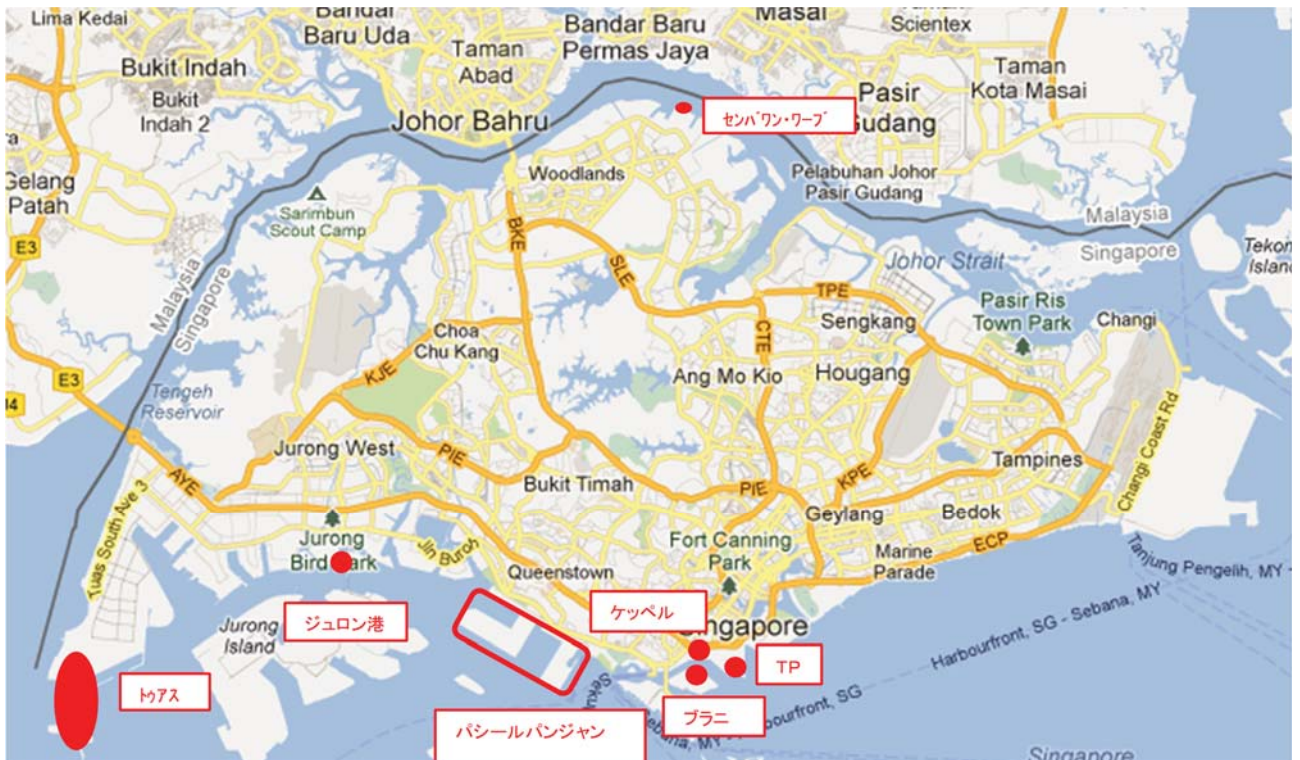 Lima Kedai
Bandar
Baru Uda
Bandar Baru
Permas Jaya
Masai
Taman
Scientex
Bukit Indah
Bukit
Indah 2
Taman
Abad
Taman
Kota Masai
Pasir
Gudang
センバワン・ワーブ
Johor Bahru
Gelang
Patah
Woodlands
Pelabuhan Johor
Pasir Gudang
Sarimbun
Scout Camp
Malaysia
Singapore
E3
Malaysia
Singapore
BKE
SLE
Johor Strait
TPE
Pasir Ris
Town Park
Changi
Choa
Chu Kang
Sengkang
CTE
KJE
Ang Mo Kio
Hougang
E3
Tengeh
Reservoir
Jurong West
PIE
Bukit Timah
PIE
KPE
Tampines
Changi Coast Rd
AYE
Geylang
Bedok
Tuas South Ave 3
Jurong
Bird Park
Jln Buroh
Fort Canning
Park
ECP
Queenstown
Marine
Parade
Tanjung Pengelih, MY
ジュロン港
Jurong
Island
ケッペル
Singapore
Harbourfront, SG - Sebana, MY
TP
トゥアス
ブラニ
パシールパンジャン
Singapore